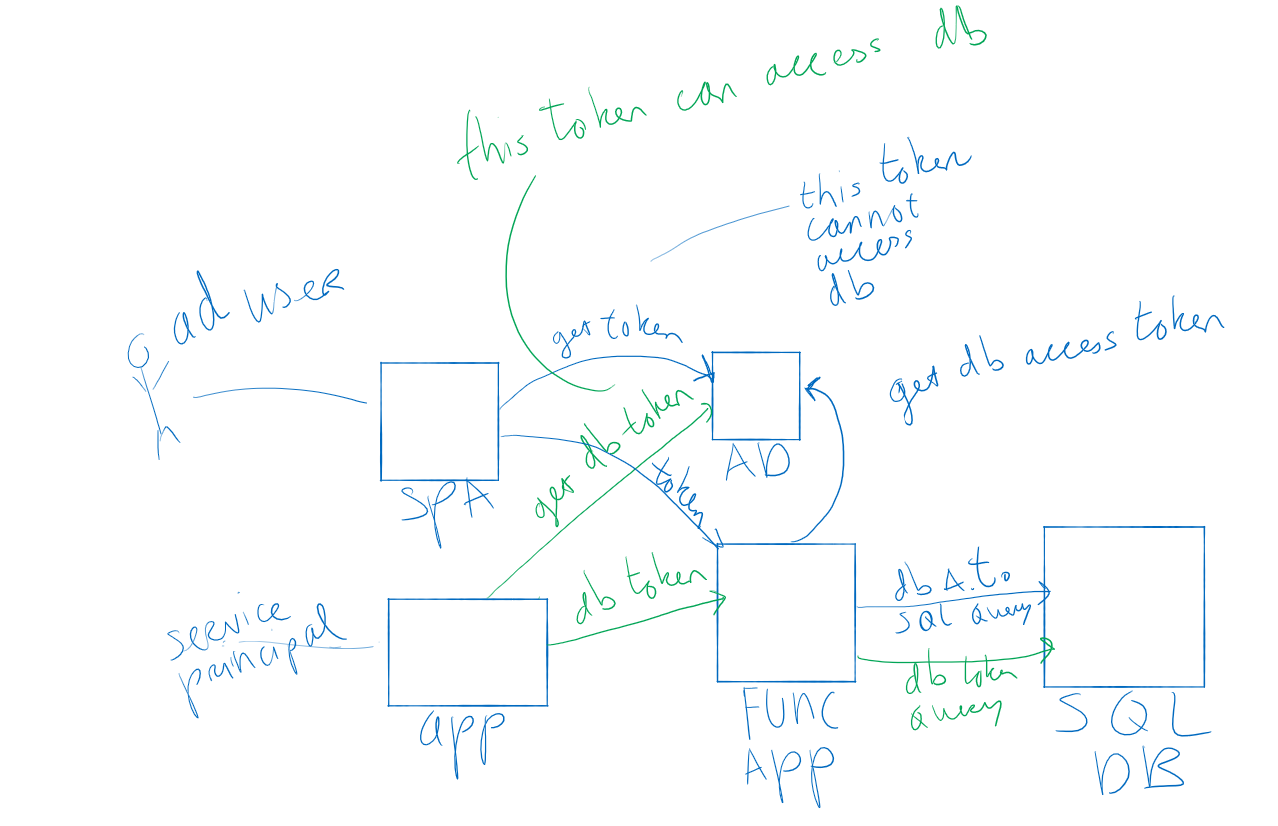 this token can access db
this token
cannot
access
db
ad user
get token
get db access token
get db token
AD
token
SPA
db token
db A.t.
SQL Query
service
principal
db token
query
app
FUNC
APP
SQL
DB